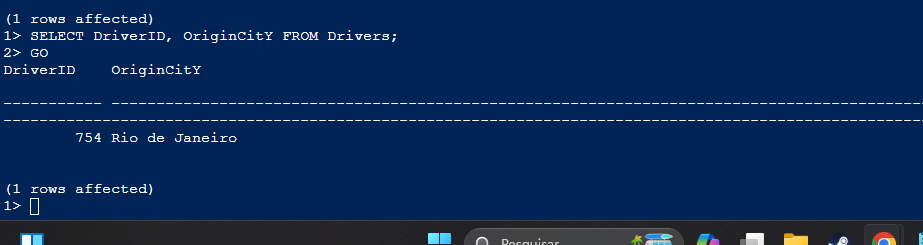 (1 rows affected)
1> SELECT DriverID, OriginCitY FROM Drivers;
2> GO
DriverID    OriginCitY
----------- ---------------------------------------------------------------------------------------------------
-------------------------------------------------------------------------------------------------------
        754 Rio de Janeiro
(1 rows affected)
1>
Pesquisar